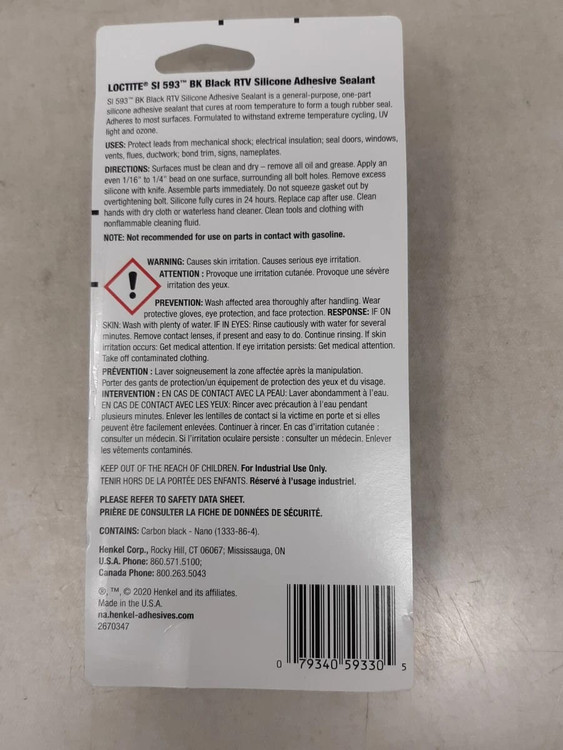 LOCTITE® SI 593™ BK Black RTV Silicone Adhesive Sealant
SI 593™ BK Black RTV Silicone Adhesive Sealant is a general-purpose, one-part
silicone adhesive sealant that cures at room temperature to form a tough rubber seal.
Adheres to most surfaces. Formulated to withstand extreme temperature cycling, UV
light and ozone.
USES: Protect leads from mechanical shock; electrical insulation; seal doors, windows,
vents, flues, ductwork; bond trim, signs, nameplates.
DIRECTIONS: Surfaces must be clean and dry – remove all oil and grease. Apply an
even 1/16" to 1/4" bead on one surface, surrounding all bolt holes. Remove excess
silicone with knife. Assemble parts immediately. Do not squeeze gasket out by
overtightening bolt. Silicone fully cures in 24 hours. Replace cap after use. Clean
hands with dry cloth or waterless hand cleaner. Clean tools and clothing with
nonflammable cleaning fluid.
NOTE: Not recommended for use on parts in contact with gasoline.
WARNING: Causes skin irritation. Causes serious eye irritation.
ATTENTION : Provoque une irritation cutanée. Provoque une sévère
irritation des yeux.
PREVENTION: Wash affected area thoroughly after handling. Wear
protective gloves, eye protection, and face protection. RESPONSE: IF ON
SKIN: Wash with plenty of water. IF IN EYES: Rinse cautiously with water for several
minutes. Remove contact lenses, if present and easy to do. Continue rinsing. If skin
irritation occurs: Get medical attention. If eye irritation persists: Get medical attention.
Take off contaminated clothing.
PRÉVENTION : Laver soigneusement la zone affectée après la manipulation.
Porter des gants de protection/un équipement de protection des yeux et du visage.
INTERVENTION : EN CAS DE CONTACT AVEC LA PEAU: Laver abondamment à l'eau.
EN CAS DE CONTACT AVEC LES YEUX: Rincer avec précaution à l'eau pendant
plusieurs minutes. Enlever les lentilles de contact si la victime en porte et si elles
peuvent être facilement enlevées. Continuer à rincer. En cas d'irritation cutanée :
consulter un médecin. Si l'irritation oculaire persiste : consulter un médecin. Enlever
les vêtements contaminés.
KEEP OUT OF THE REACH OF CHILDREN. For Industrial Use Only.
TENIR HORS DE LA PORTÉE DES ENFANTS. Réservé à l'usage industriel.
PLEASE REFER TO SAFETY DATA SHEET.
PRIÈRE DE CONSULTER LA FICHE DE DONNÉES DE SÉCURITÉ.
CONTAINS: Carbon black - Nano (1333-86-4).
Henkel Corp., Rocky Hill, CT 06067; Mississauga, ON
U.S.A. Phone: 860.571.5100;
Canada Phone: 800.263.5043
®, ™, © 2020 Henkel and its affiliates.
Made in the U.S.A.
na.henkel-adhesives.com
2670347
0 79340 59330 5